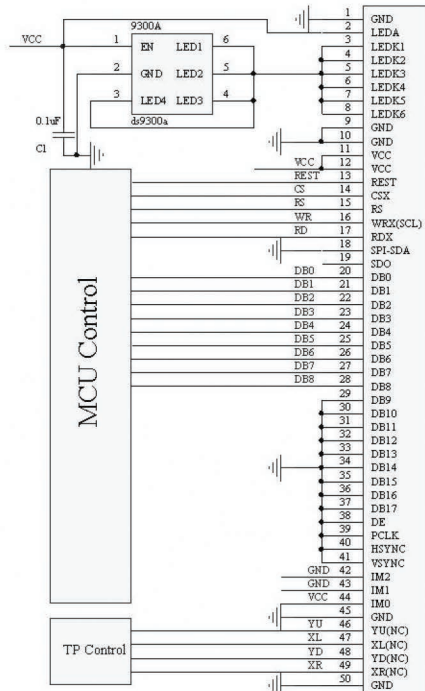 9300A
VCC
1 EN LED1 6
2 GND LED2 5
3 LED4 LED3 4
ds9300a
0.1uF
C1
MCU Control
TP Control
1 GND
2 LEDA
3 LEDK1
4 LEDK2
5 LEDK3
6 LEDK4
7 LEDK5
8 LEDK6
9 GND
10 GND
11 VCC
VCC 12 VCC
REST 13 REST
CS 14 CSX
RS 15 RS
WR 16 WRX(SCL)
RD 17 RDX
18 SPI-SDA
19 SDO
DB0 20 DB0
DB1 21 DB1
DB2 22 DB2
DB3 23 DB3
DB4 24 DB4
DB5 25 DB5
DB6 26 DB6
DB7 27 DB7
DB8 28 DB8
29 DB9
30 DB10
31 DB11
32 DB12
33 DB13
34 DB14
35 DB15
36 DB16
37 DB17
38 DE
39 PCLK
40 HSYNC
41 VSYNC
GND 42 IM2
GND 43 IM1
VCC 44 IM0
45 GND
YU 46 YU(NC)
XL 47 XL(NC)
YD 48 YD(NC)
XR 49 XR(NC)
50 GND